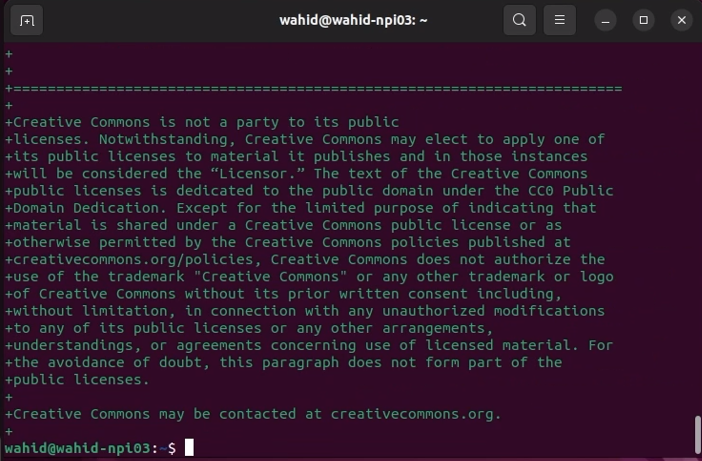 wahid@wahid-npi03: ~
+
+
+=======================================================================
+
+Creative Commons is not a party to its public
+licenses. Notwithstanding, Creative Commons may elect to apply one of
+its public licenses to material it publishes and in those instances
+will be considered the “Licensor.” The text of the Creative Commons
+public licenses is dedicated to the public domain under the CC0 Public
+Domain Dedication. Except for the limited purpose of indicating that
+material is shared under a Creative Commons public license or as
+otherwise permitted by the Creative Commons policies published at
+creativecommons.org/policies, Creative Commons does not authorize the
+use of the trademark "Creative Commons" or any other trademark or logo
+of Creative Commons without its prior written consent including,
+without limitation, in connection with any unauthorized modifications
+to any of its public licenses or any other arrangements,
+understandings, or agreements concerning use of licensed material. For
+the avoidance of doubt, this paragraph does not form part of the
+public licenses.
+
+Creative Commons may be contacted at creativecommons.org.
+
wahid@wahid-npi03:~$